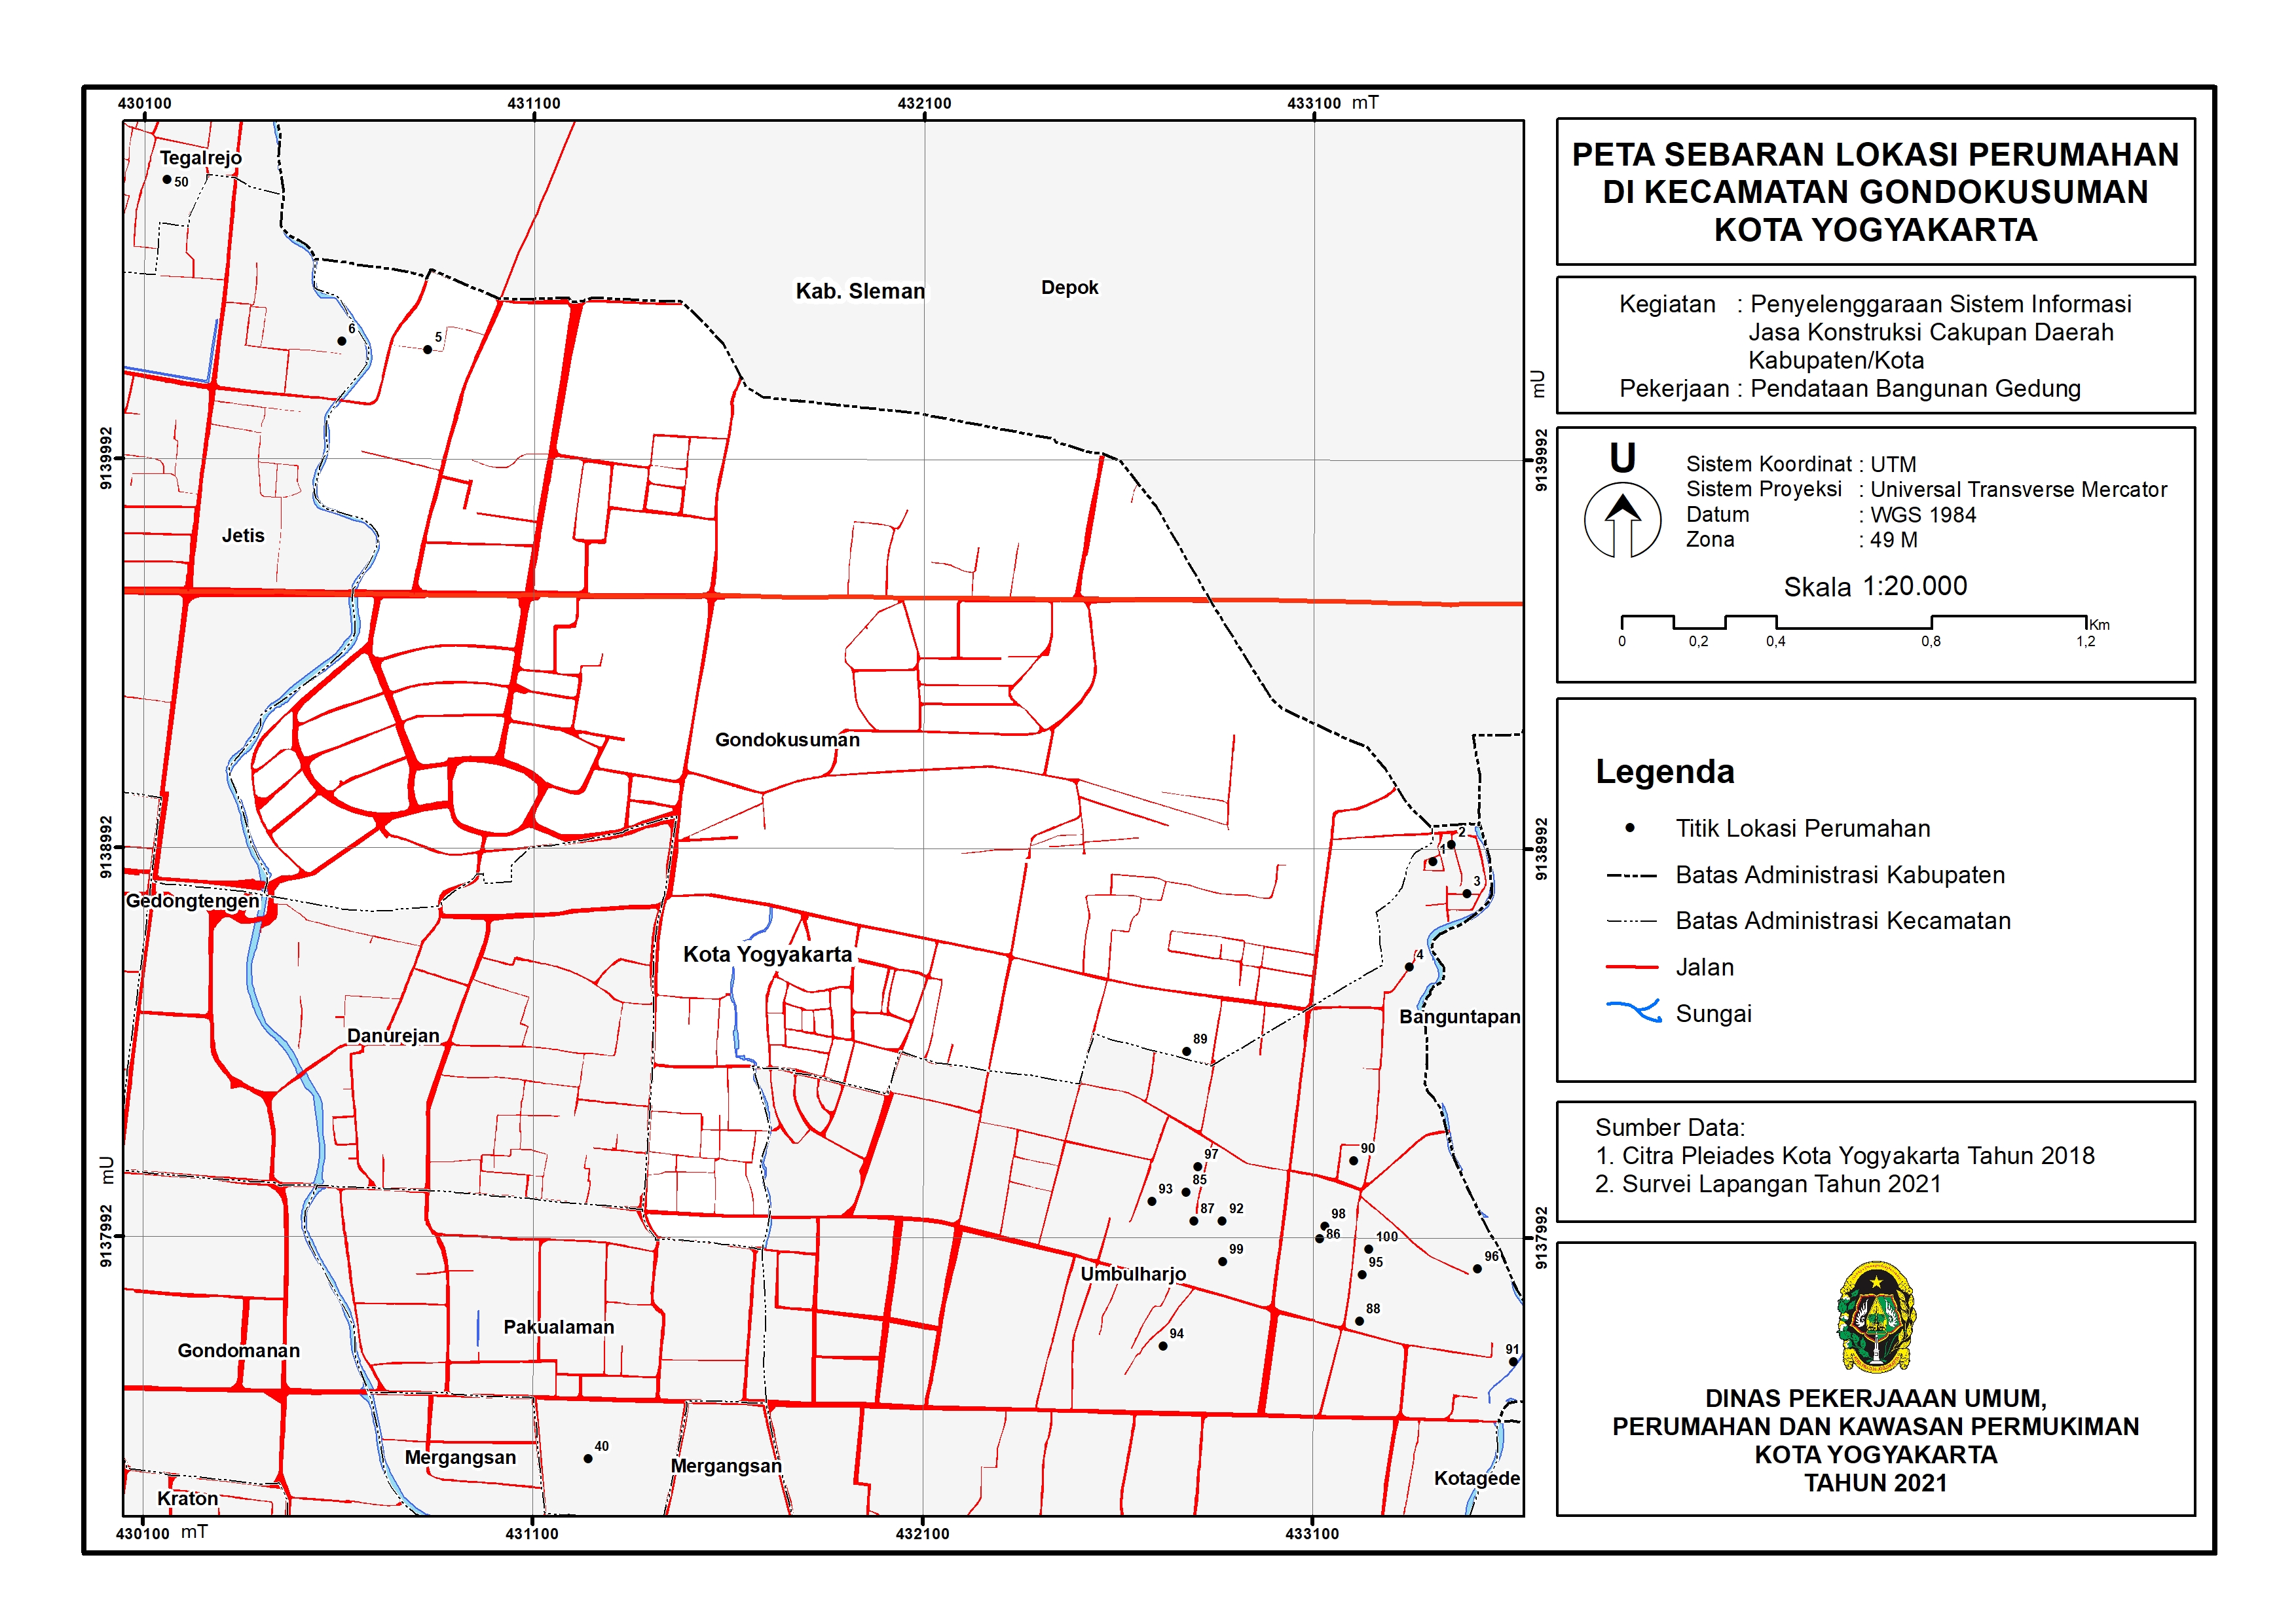 430100
431100
432100
433100 mT
Tegalrejo
50
Kab. Sleman
Depok
6
5
mU
9139992
9139992
Jetis
Gondokusuman
9138992
9138992
2
1
3
Gedongtengen
Kota Yogyakarta
4
Banguntapan
Danurejan
89
90
97
mU
85
93
87
92
98
9137992
9137992
86
100
99
96
95
Umbulharjo
88
Pakualaman
94
Gondomanan
91
40
Mergangsan
Mergangsan
Kotagede
Kraton
430100 mT
431100
432100
433100
PETA SEBARAN LOKASI PERUMAHAN
DI KECAMATAN GONDOKUSUMAN
KOTA YOGYAKARTA
Kegiatan : Penyelenggaraan Sistem Informasi
Jasa Konstruksi Cakupan Daerah
Kabupaten/Kota
Pekerjaan : Pendataan Bangunan Gedung
U
Sistem Koordinat : UTM
Sistem Proyeksi : Universal Transverse Mercator
Datum : WGS 1984
Zona : 49 M
Skala 1:20.000
Km
0 0,2 0,4 0,8 1,2
Legenda
Titik Lokasi Perumahan
Batas Administrasi Kabupaten
Batas Administrasi Kecamatan
Jalan
Sungai
Sumber Data:
1. Citra Pleiades Kota Yogyakarta Tahun 2018
2. Survei Lapangan Tahun 2021
DINAS PEKERJAAAN UMUM,
PERUMAHAN DAN KAWASAN PERMUKIMAN
KOTA YOGYAKARTA
TAHUN 2021